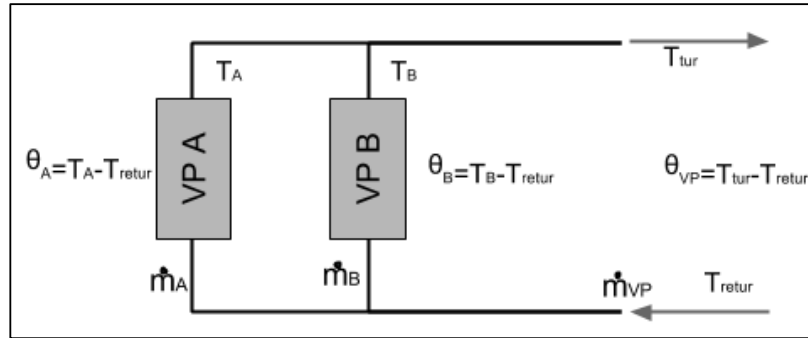 T_A
T_B
T_tur
VP A
VP B
θ_A=T_A-T_retur
θ_B=T_B-T_retur
θ_VP=T_tur-T_retur
ṁ_A
ṁ_B
ṁ_VP
T_retur